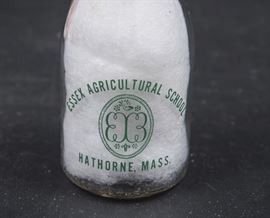 ESSEX AGRICULTURAL SCHOOL
HATHORNE, MASS.